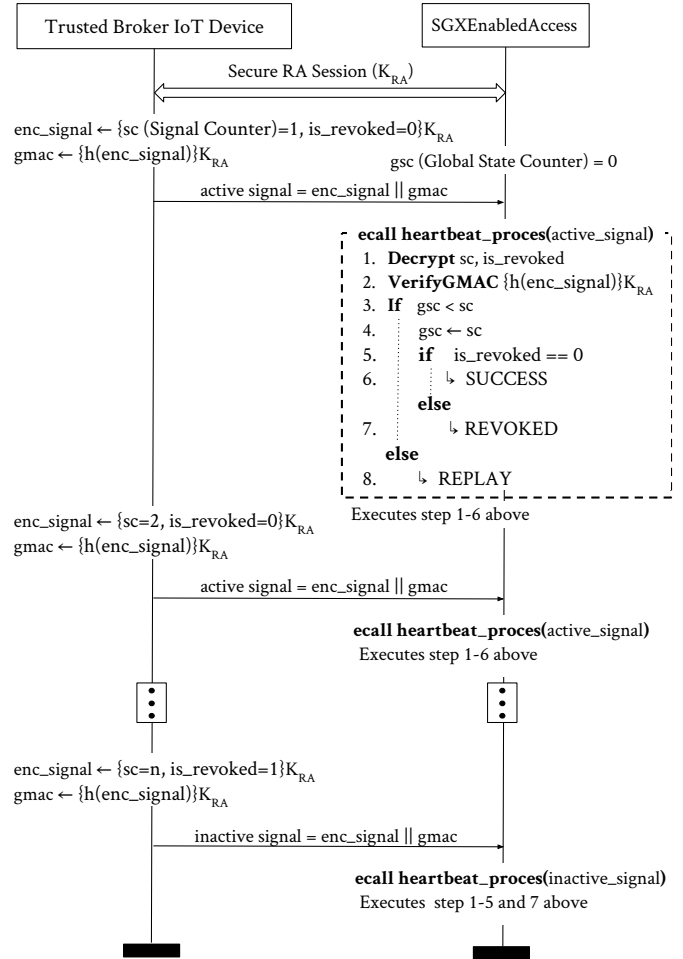 Trusted Broker IoT Device
SGXEnabledAccess
Secure RA Session (K_RA)
enc_signal ← {sc (Signal Counter)=1, is_revoked=0}K_RA
gmac ← {h(enc_signal)}K_RA
gsc (Global State Counter) = 0
active signal = enc_signal || gmac
ecall heartbeat_proces(active_signal)
1. Decrypt sc, is_revoked
2. VerifyGMAC {h(enc_signal)}K_RA
3. If gsc < sc
4. gsc ← sc
5. if is_revoked == 0
6. ↳ SUCCESS
else
7. ↳ REVOKED
else
8. ↳ REPLAY
Executes step 1-6 above
enc_signal ← {sc=2, is_revoked=0}K_RA
gmac ← {h(enc_signal)}K_RA
active signal = enc_signal || gmac
ecall heartbeat_proces(active_signal)
Executes step 1-6 above
enc_signal ← {sc=n, is_revoked=1}K_RA
gmac ← {h(enc_signal)}K_RA
inactive signal = enc_signal || gmac
ecall heartbeat_proces(inactive_signal)
Executes step 1-5 and 7 above